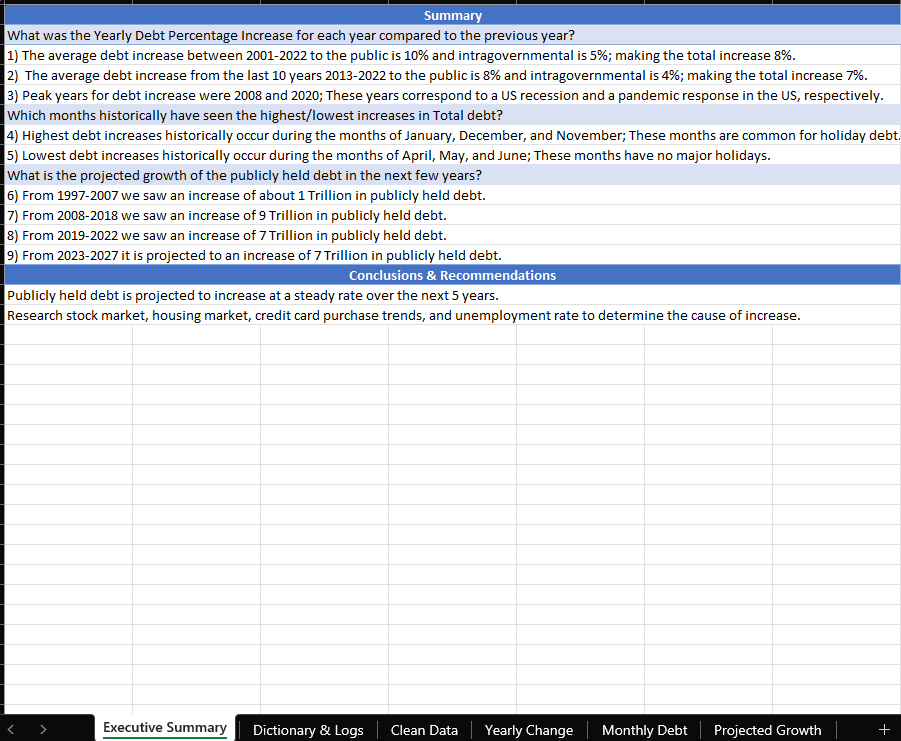 Summary
What was the Yearly Debt Percentage Increase for each year compared to the previous year?
1) The average debt increase between 2001-2022 to the public is 10% and intragovernmental is 5%; making the total increase 8%.
2)  The average debt increase from the last 10 years 2013-2022 to the public is 8% and intragovernmental is 4%; making the total increase 7%.
3) Peak years for debt increase were 2008 and 2020; These years correspond to a US recession and a pandemic response in the US, respectively.
Which months historically have seen the highest/lowest increases in Total debt?
4) Highest debt increases historically occur during the months of January, December, and November; These months are common for holiday debt.
5) Lowest debt increases historically occur during the months of April, May, and June; These months have no major holidays.
What is the projected growth of the publicly held debt in the next few years?
6) From 1997-2007 we saw an increase of about 1 Trillion in publicly held debt.
7) From 2008-2018 we saw an increase of 9 Trillion in publicly held debt.
8) From 2019-2022 we saw an increase of 7 Trillion in publicly held debt.
9) From 2023-2027 it is projected to an increase of 7 Trillion in publicly held debt.
Conclusions & Recommendations
Publicly held debt is projected to increase at a steady rate over the next 5 years.
Research stock market, housing market, credit card purchase trends, and unemployment rate to determine the cause of increase.
Executive Summary Dictionary & Logs Clean Data Yearly Change Monthly Debt Projected Growth